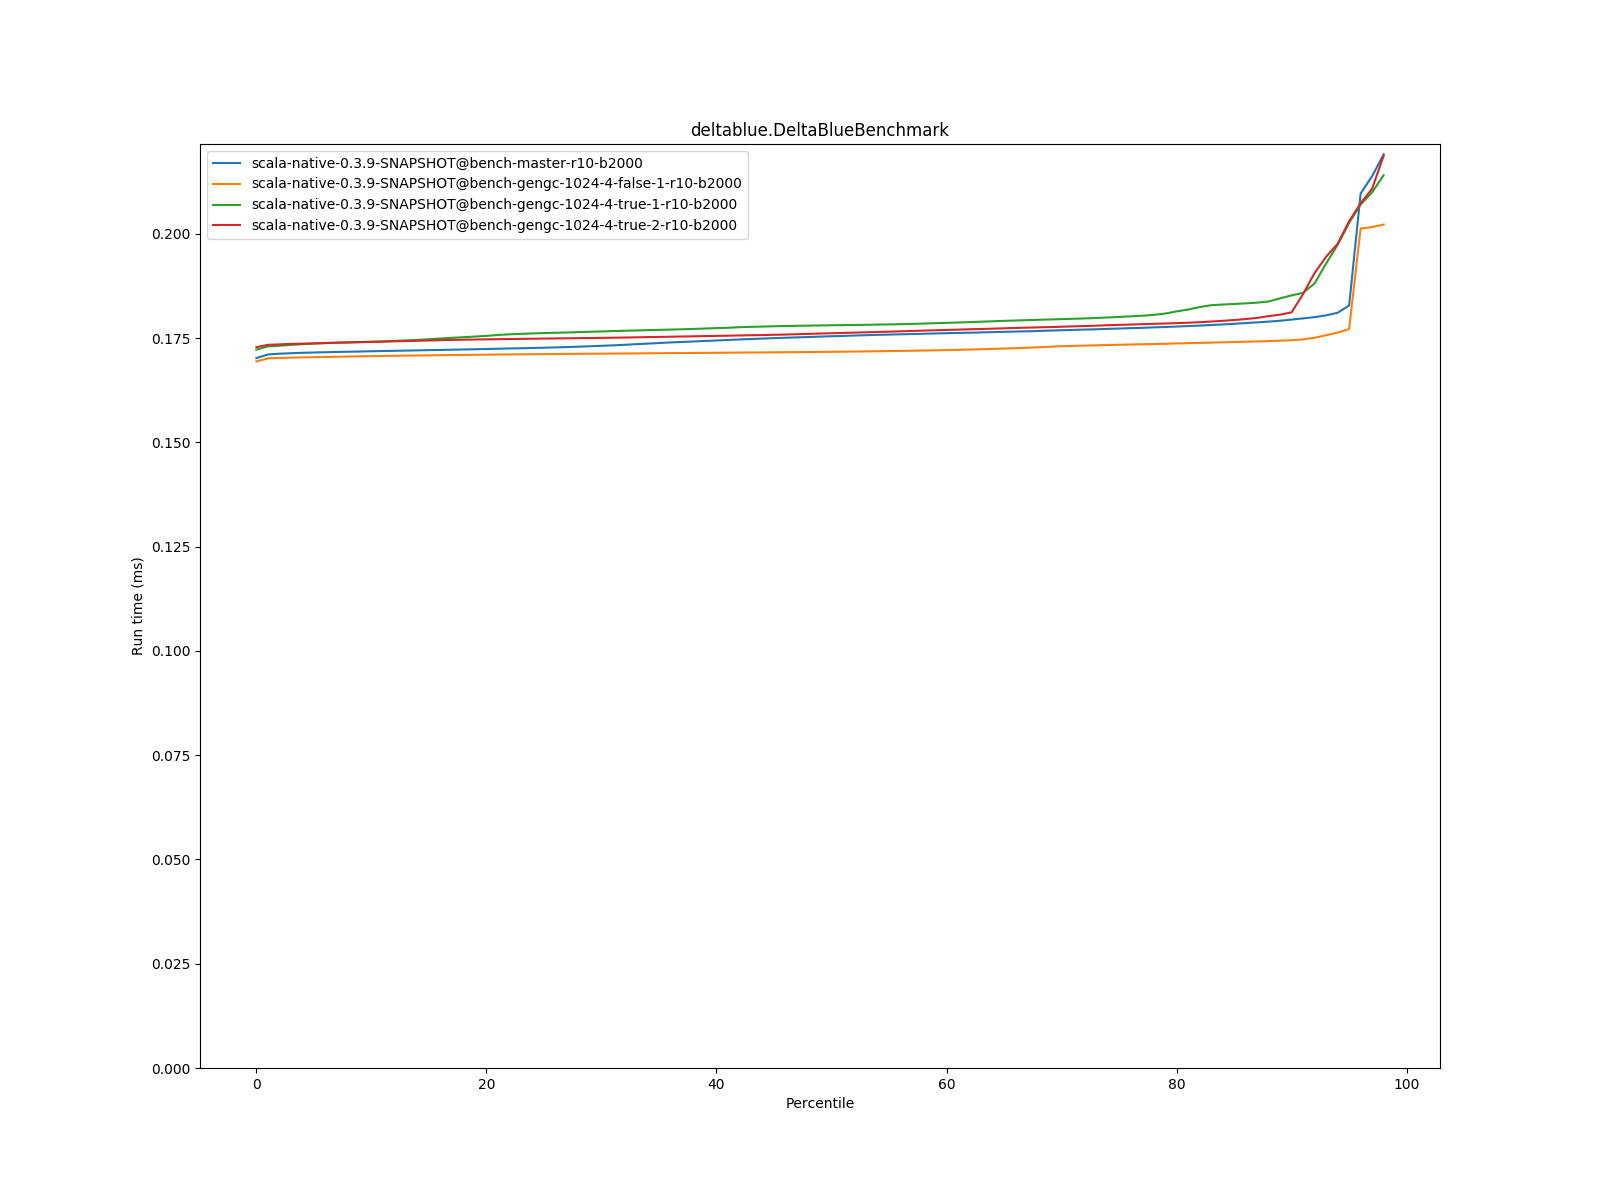 deltablue.DeltaBlueBenchmark
scala-native-0.3.9-SNAPSHOT@bench-master-r10-b2000
scala-native-0.3.9-SNAPSHOT@bench-gengc-1024-4-false-1-r10-b2000
scala-native-0.3.9-SNAPSHOT@bench-gengc-1024-4-true-1-r10-b2000
scala-native-0.3.9-SNAPSHOT@bench-gengc-1024-4-true-2-r10-b2000
0.200
0.175
0.150
0.125
0.100
0.075
0.050
0.025
0.000
Run time (ms)
0 20 40 60 80 100
Percentile